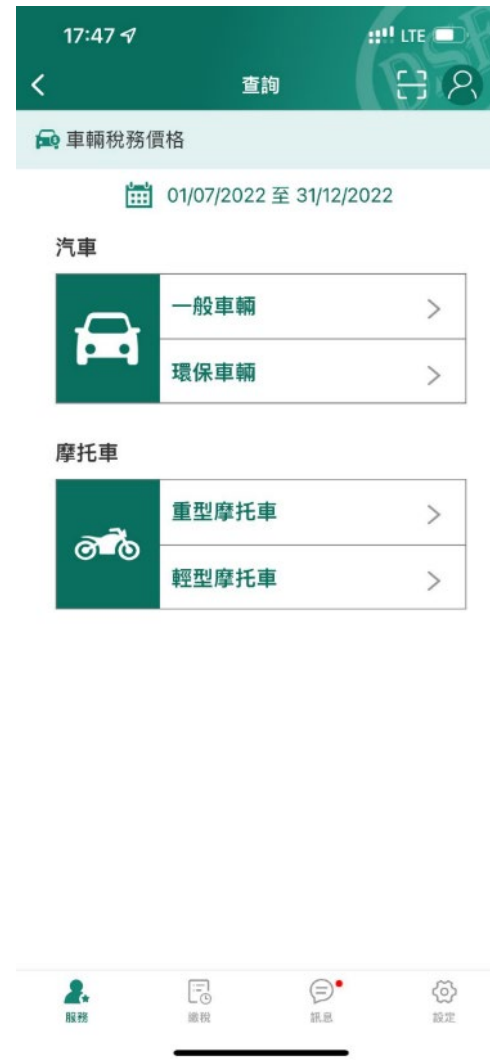 17:47
LTE
查詢
DSF
車輛稅務價格
01/07/2022 至 31/12/2022
汽車
一般車輛
環保車輛
摩托車
重型摩托車
輕型摩托車
服務
繳稅
訊息
設定